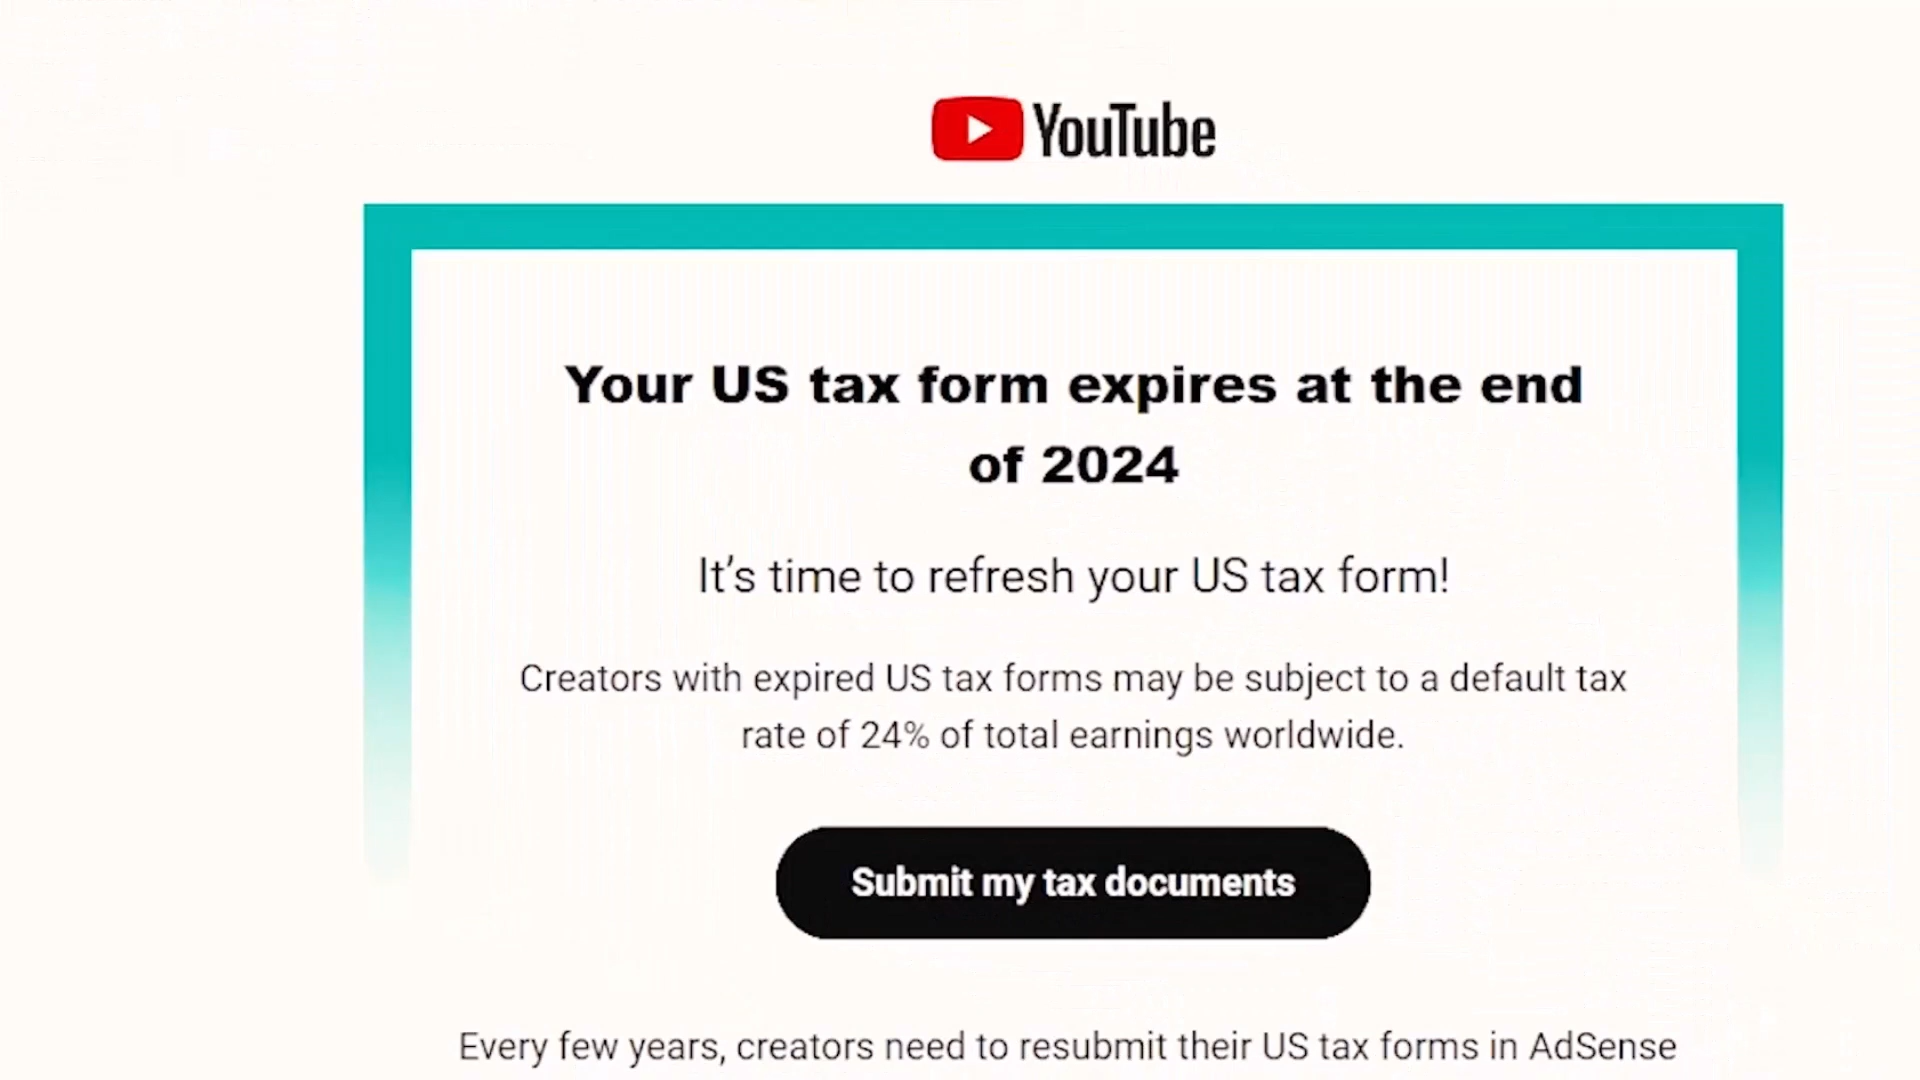 YouTube
Your US tax form expires at the end
of 2024
It’s time to refresh your US tax form!
Creators with expired US tax forms may be subject to a default tax
rate of 24% of total earnings worldwide.
Submit my tax documents
Every few years, creators need to resubmit their US tax forms in AdSense